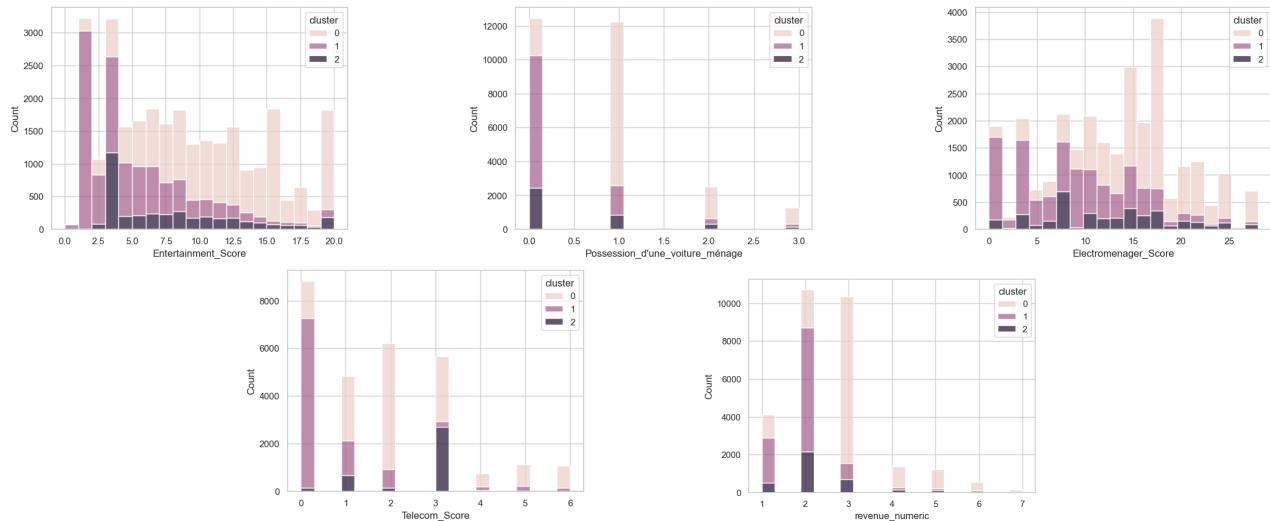 cluster
0
1
2
3000
2500
2000
1500
1000
500
0
Count
0.0 2.5 5.0 7.5 10.0 12.5 15.0 17.5 20.0
Entertainment_Score
cluster
0
1
2
12000
10000
8000
6000
4000
2000
0
Count
0.0 0.5 1.0 1.5 2.0 2.5 3.0
Possession_d'une_voiture_ménage
cluster
0
1
2
4000
3500
3000
2500
2000
1500
1000
500
0
Count
0 5 10 15 20 25
Electromenager_Score
cluster
0
1
2
8000
6000
4000
2000
0
Count
0 1 2 3 4 5 6
Telecom_Score
cluster
0
1
2
10000
8000
6000
4000
2000
0
Count
1 2 3 4 5 6 7
revenue_numeric